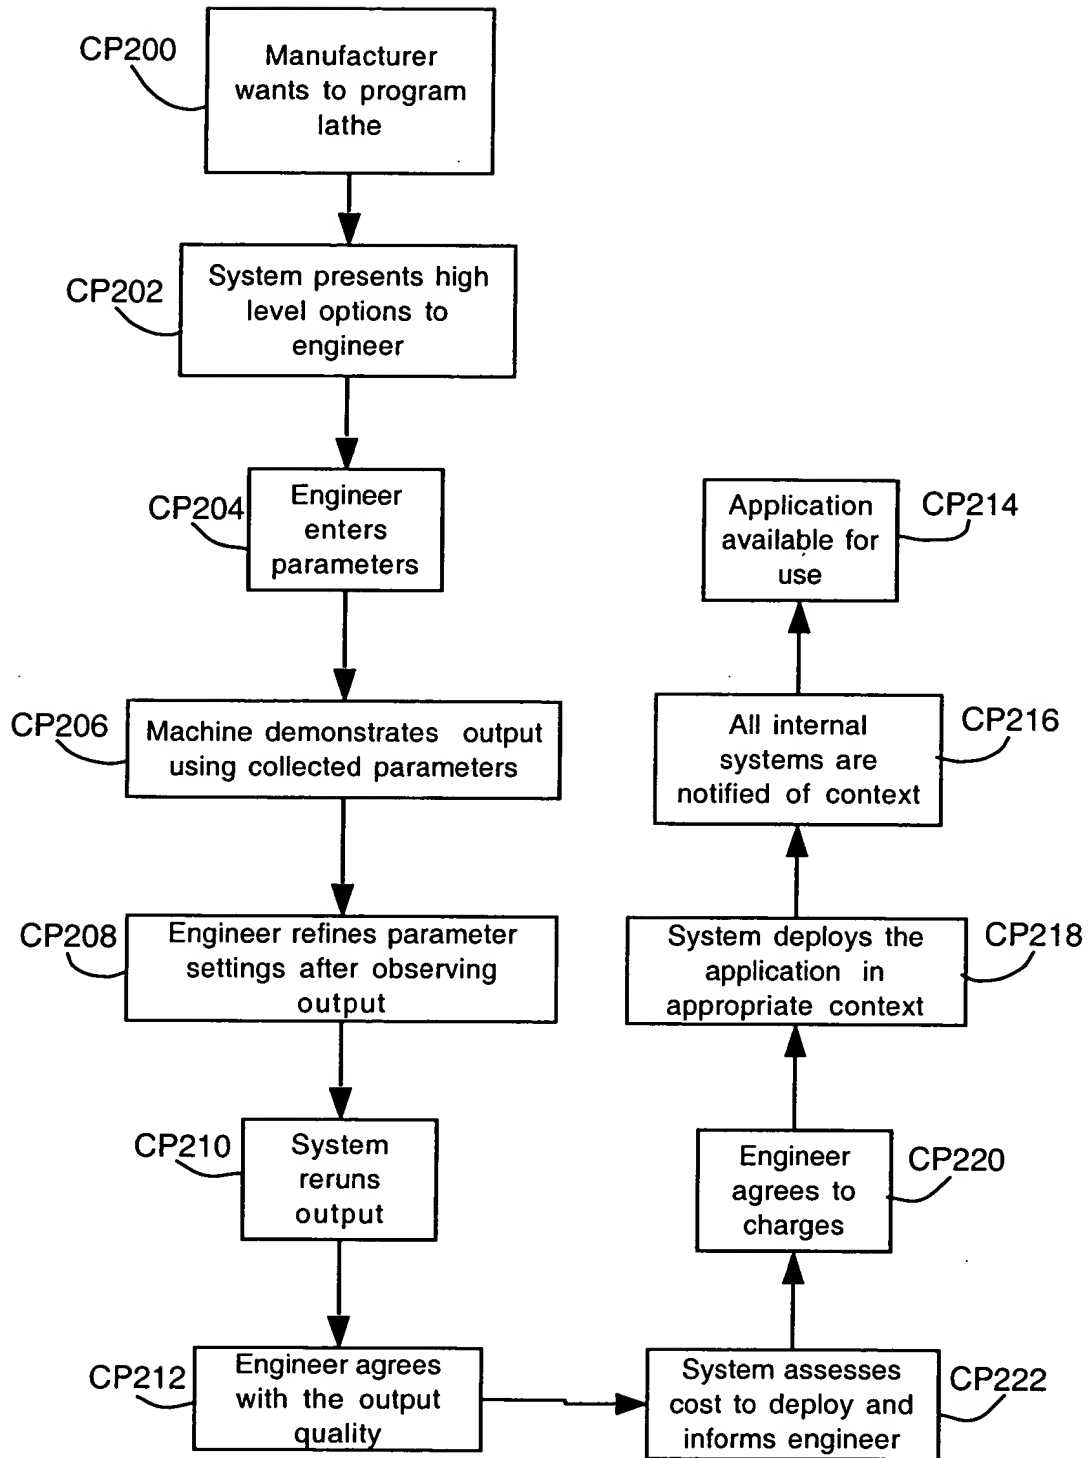 CP200
Manufacturer
wants to program
lathe
CP202
System presents high
level options to
engineer
CP204
Engineer
enters
parameters
CP206
Machine demonstrates output
using collected parameters
CP208
Engineer refines parameter
settings after observing
output
CP210
System
reruns
output
CP212
Engineer agrees
with the output
quality
Application
available for
use
CP214
All internal
systems are
notified of context
CP216
System deploys the
application in
appropriate context
CP218
Engineer
agrees to
charges
CP220
System assesses
cost to deploy and
informs engineer
CP222